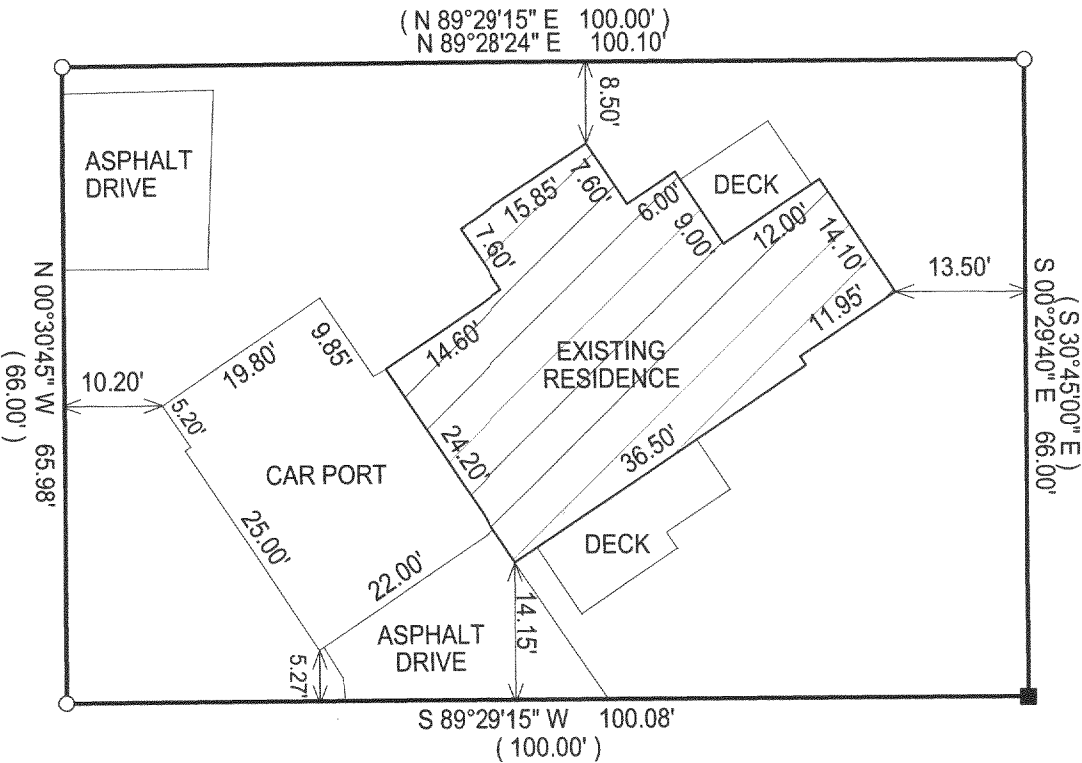 ( N 89°29'15" E 100.00' )
N 89°28'24" E 100.10'
8.50'
ASPHALT
DRIVE
DECK
7.60'
15.85'
6.00'
7.60'
9.00'
12.00'
14.10'
13.50'
11.95'
S 00°29'40" E 66.00'
( S 30°45'00" E )
N 00°30'45" W 65.98'
( 66.00' )
9.85'
14.60'
19.80'
EXISTING
RESIDENCE
10.20'
5.20'
24.20'
36.50'
CAR PORT
25.00'
DECK
22.00'
14.15'
ASPHALT
DRIVE
5.27'
S 89°29'15" W 100.08'
( 100.00' )